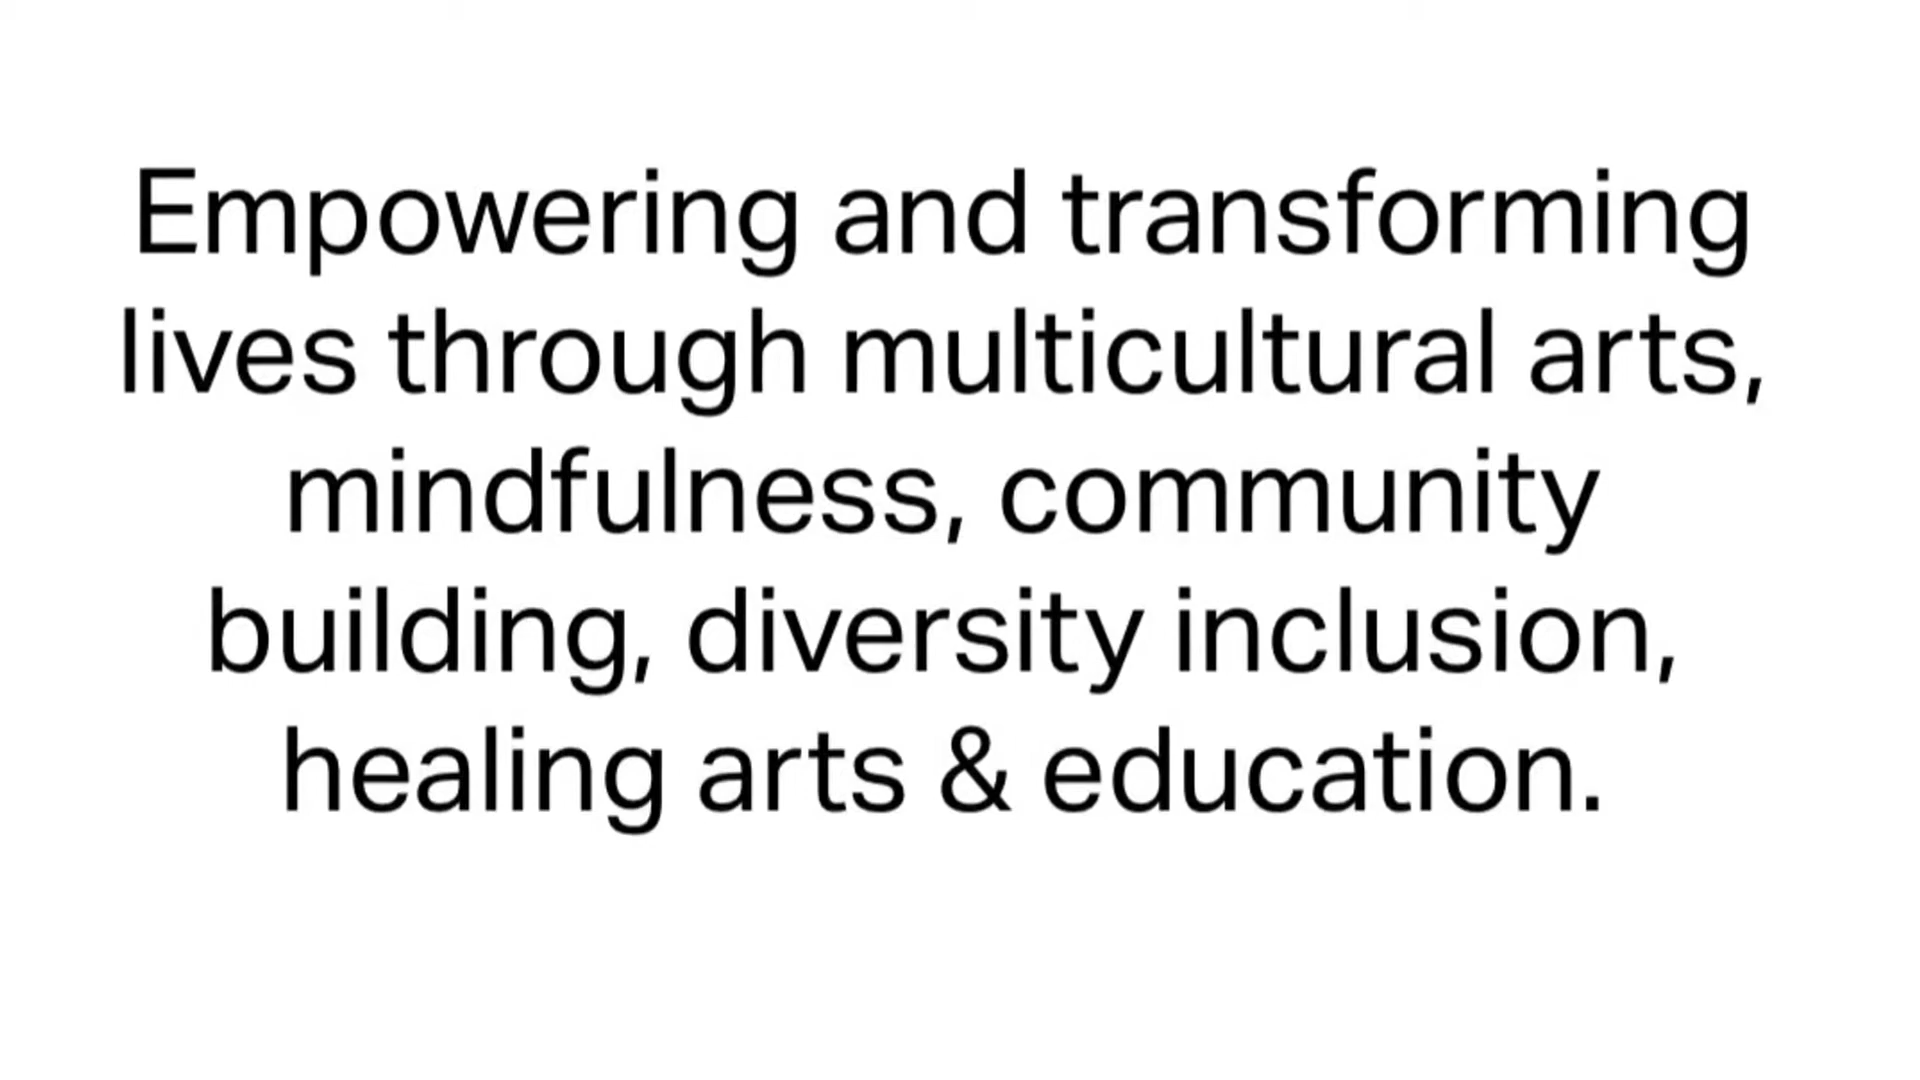 Empowering and transforming
lives through multicultural arts,
mindfulness, community
building, diversity inclusion,
healing arts & education.